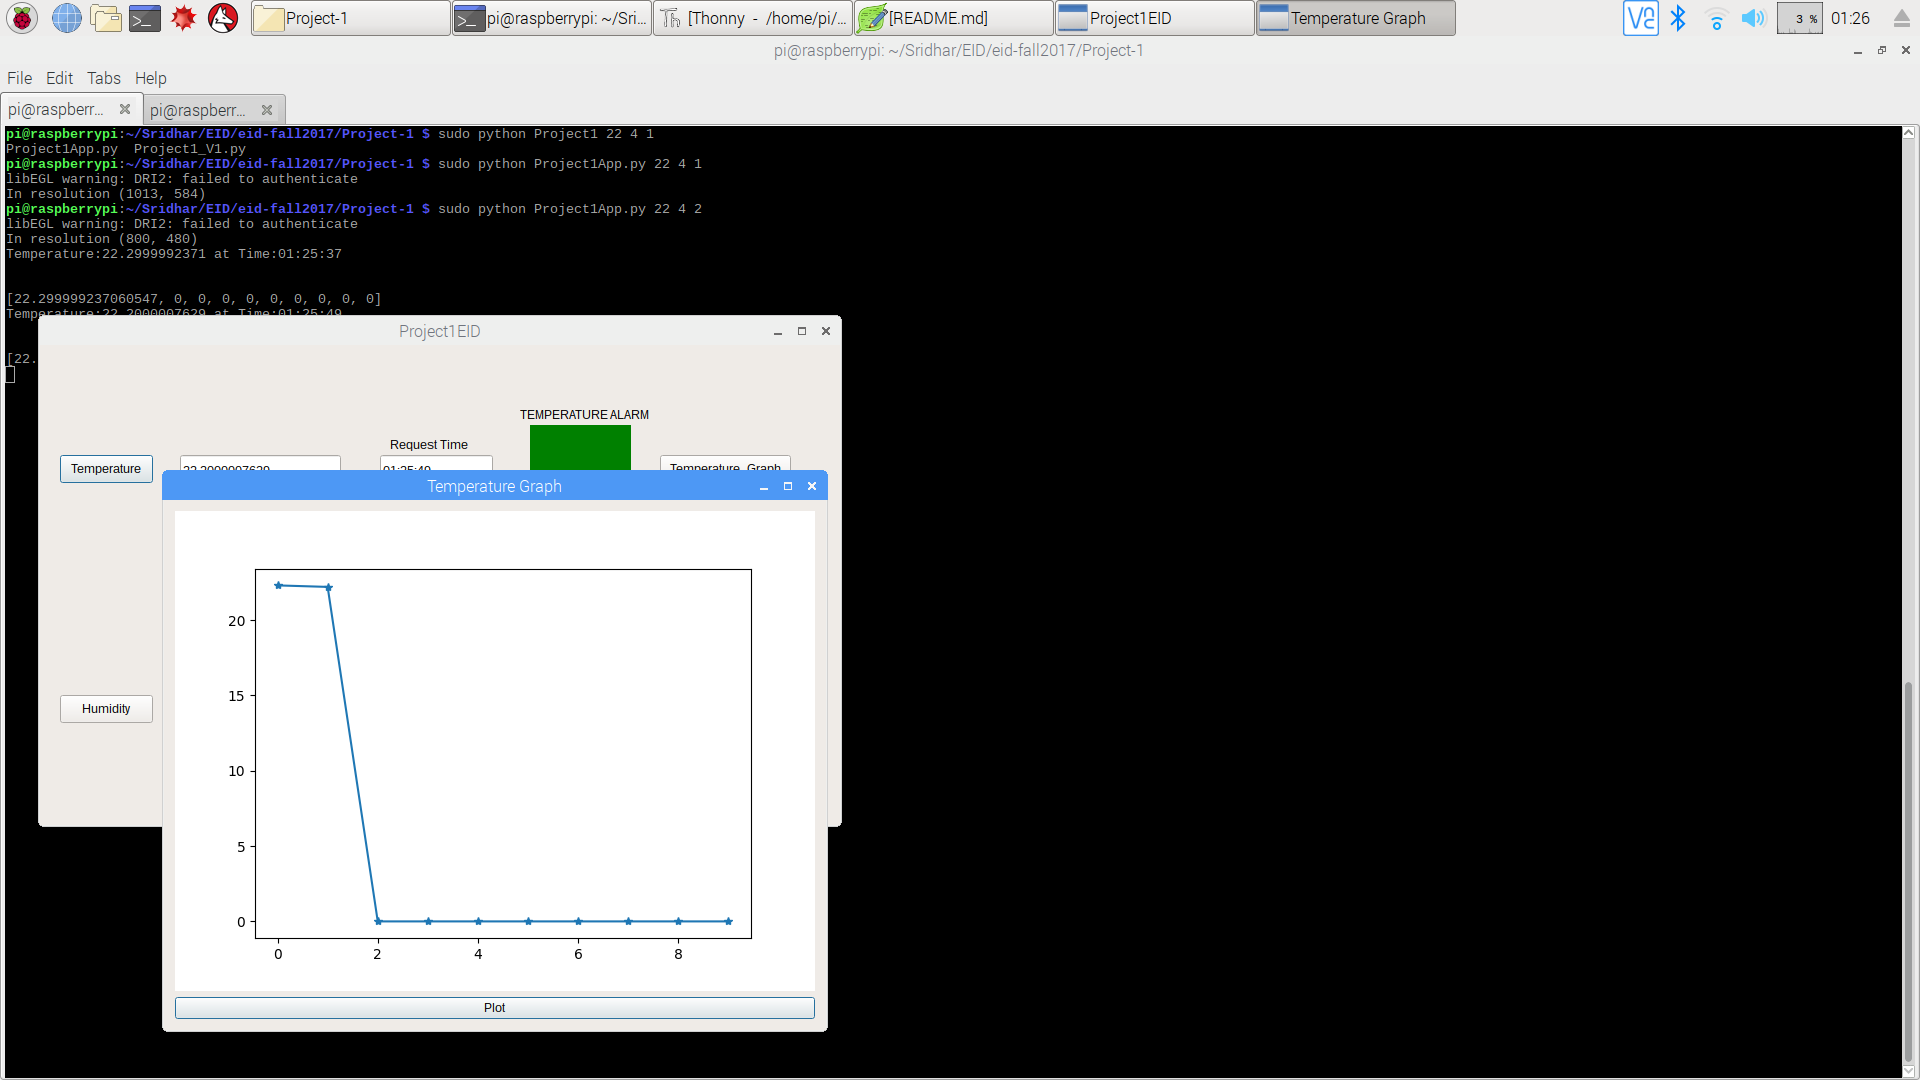 Project-1
pi@raspberrypi: ~/Sri...
[Thonny  -  /home/pi/...
[README.md]
Project1EID
Temperature Graph
3 %
01:26
pi@raspberrypi: ~/Sridhar/EID/eid-fall2017/Project-1
File Edit Tabs Help
pi@raspberr...
pi@raspberr...
pi@raspberrypi:~/Sridhar/EID/eid-fall2017/Project-1 $ sudo python Project1 22 4 1
Project1App.py  Project1_V1.py
pi@raspberrypi:~/Sridhar/EID/eid-fall2017/Project-1 $ sudo python Project1App.py 22 4 1
libEGL warning: DRI2: failed to authenticate
In resolution (1013, 584)
pi@raspberrypi:~/Sridhar/EID/eid-fall2017/Project-1 $ sudo python Project1App.py 22 4 2
libEGL warning: DRI2: failed to authenticate
In resolution (800, 480)
Temperature:22.2999992371 at Time:01:25:37
[22.299999237060547, 0, 0, 0, 0, 0, 0, 0, 0, 0]
Temperature:22.2000007629 at Time:01:25:49
[22.
Project1EID
TEMPERATURE ALARM
Request Time
Temperature
22.2000007629
01:25:49
Temperature Graph
Humidity
Temperature Graph
20
15
10
5
0
0 2 4 6 8
Plot